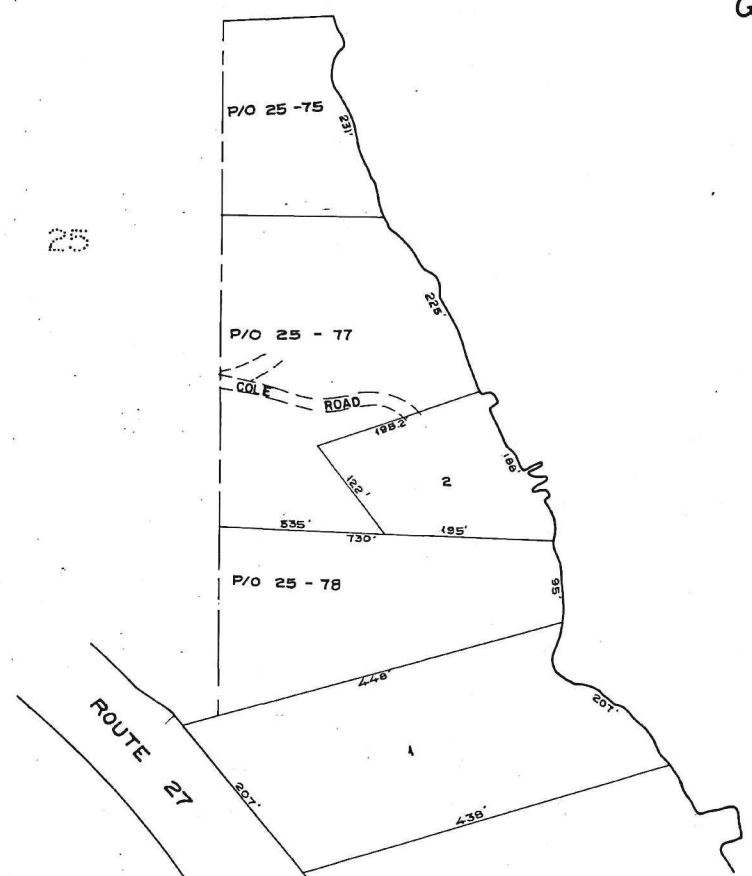 G
P/O 25 -75
231'
25
225'
P/O 25 - 77
COLE ROAD
198.2'
188'
122'
2
535'
730'
195'
P/O 25 - 78
95'
448'
ROUTE 27
207'
1
207'
438'